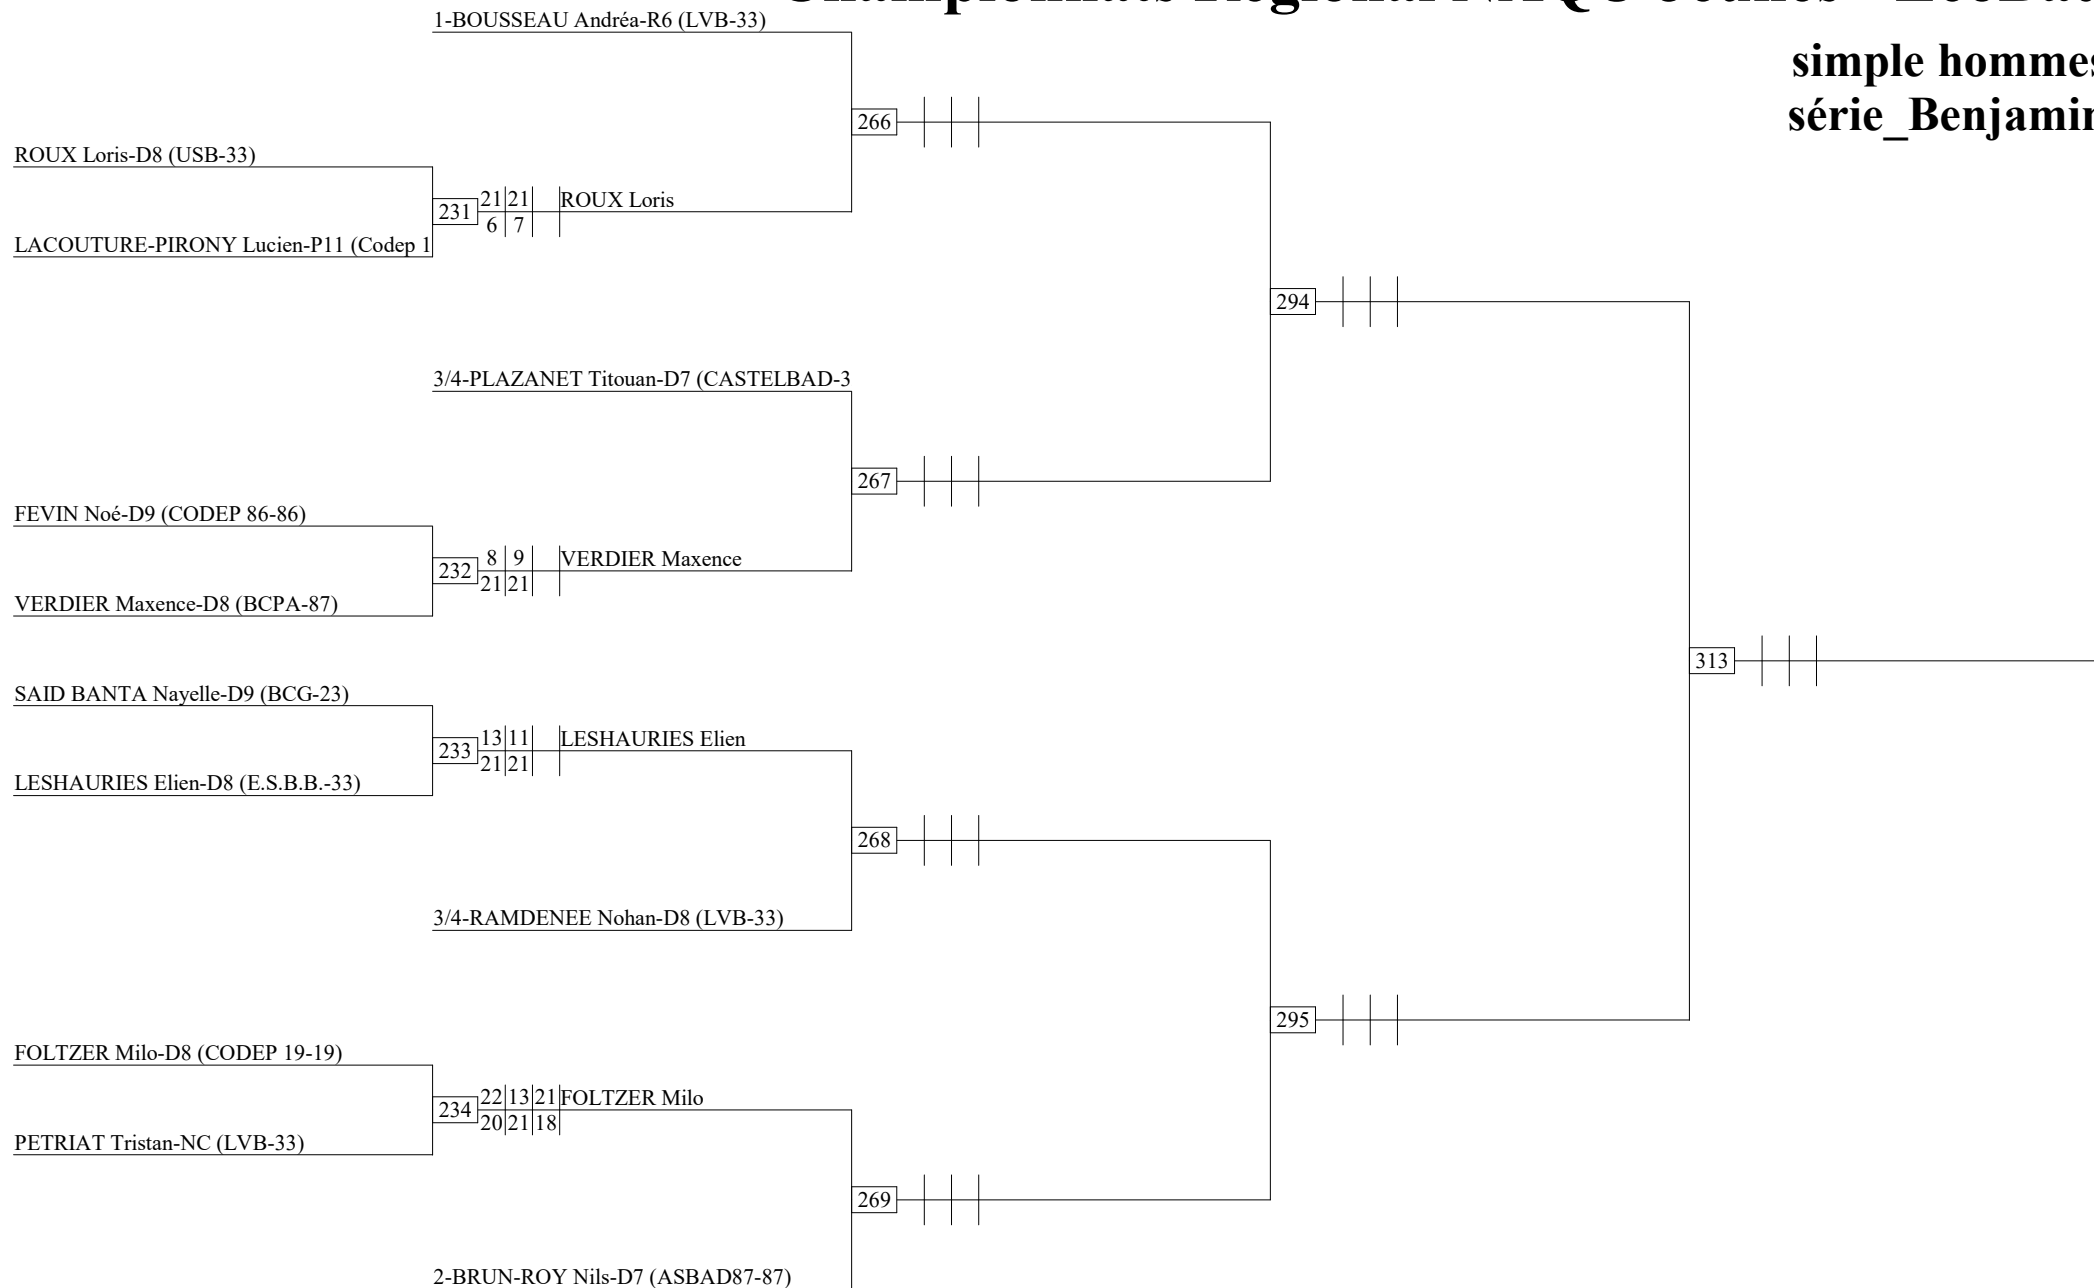 1-BOUSSEAU Andréa-R6 (LVB-33)
simple hommes
série_Benjamin
266
ROUX Loris-D8 (USB-33)
231 21 21 ROUX Loris
6 7
LACOUTURE-PIRONY Lucien-P11 (Codep 1
294
3/4-PLAZANET Titouan-D7 (CASTELBAD-3
267
FEVIN Noé-D9 (CODEP 86-86)
232 8 9 VERDIER Maxence
21 21
VERDIER Maxence-D8 (BCPA-87)
313
SAID BANTA Nayelle-D9 (BCG-23)
233 13 11 LESHAURIES Elien
21 21
LESHAURIES Elien-D8 (E.S.B.B.-33)
268
3/4-RAMDENEE Nohan-D8 (LVB-33)
295
FOLTZER Milo-D8 (CODEP 19-19)
234 22 13 21 FOLTZER Milo
20 21 18
PETRIAT Tristan-NC (LVB-33)
269
2-BRUN-ROY Nils-D7 (ASBAD87-87)